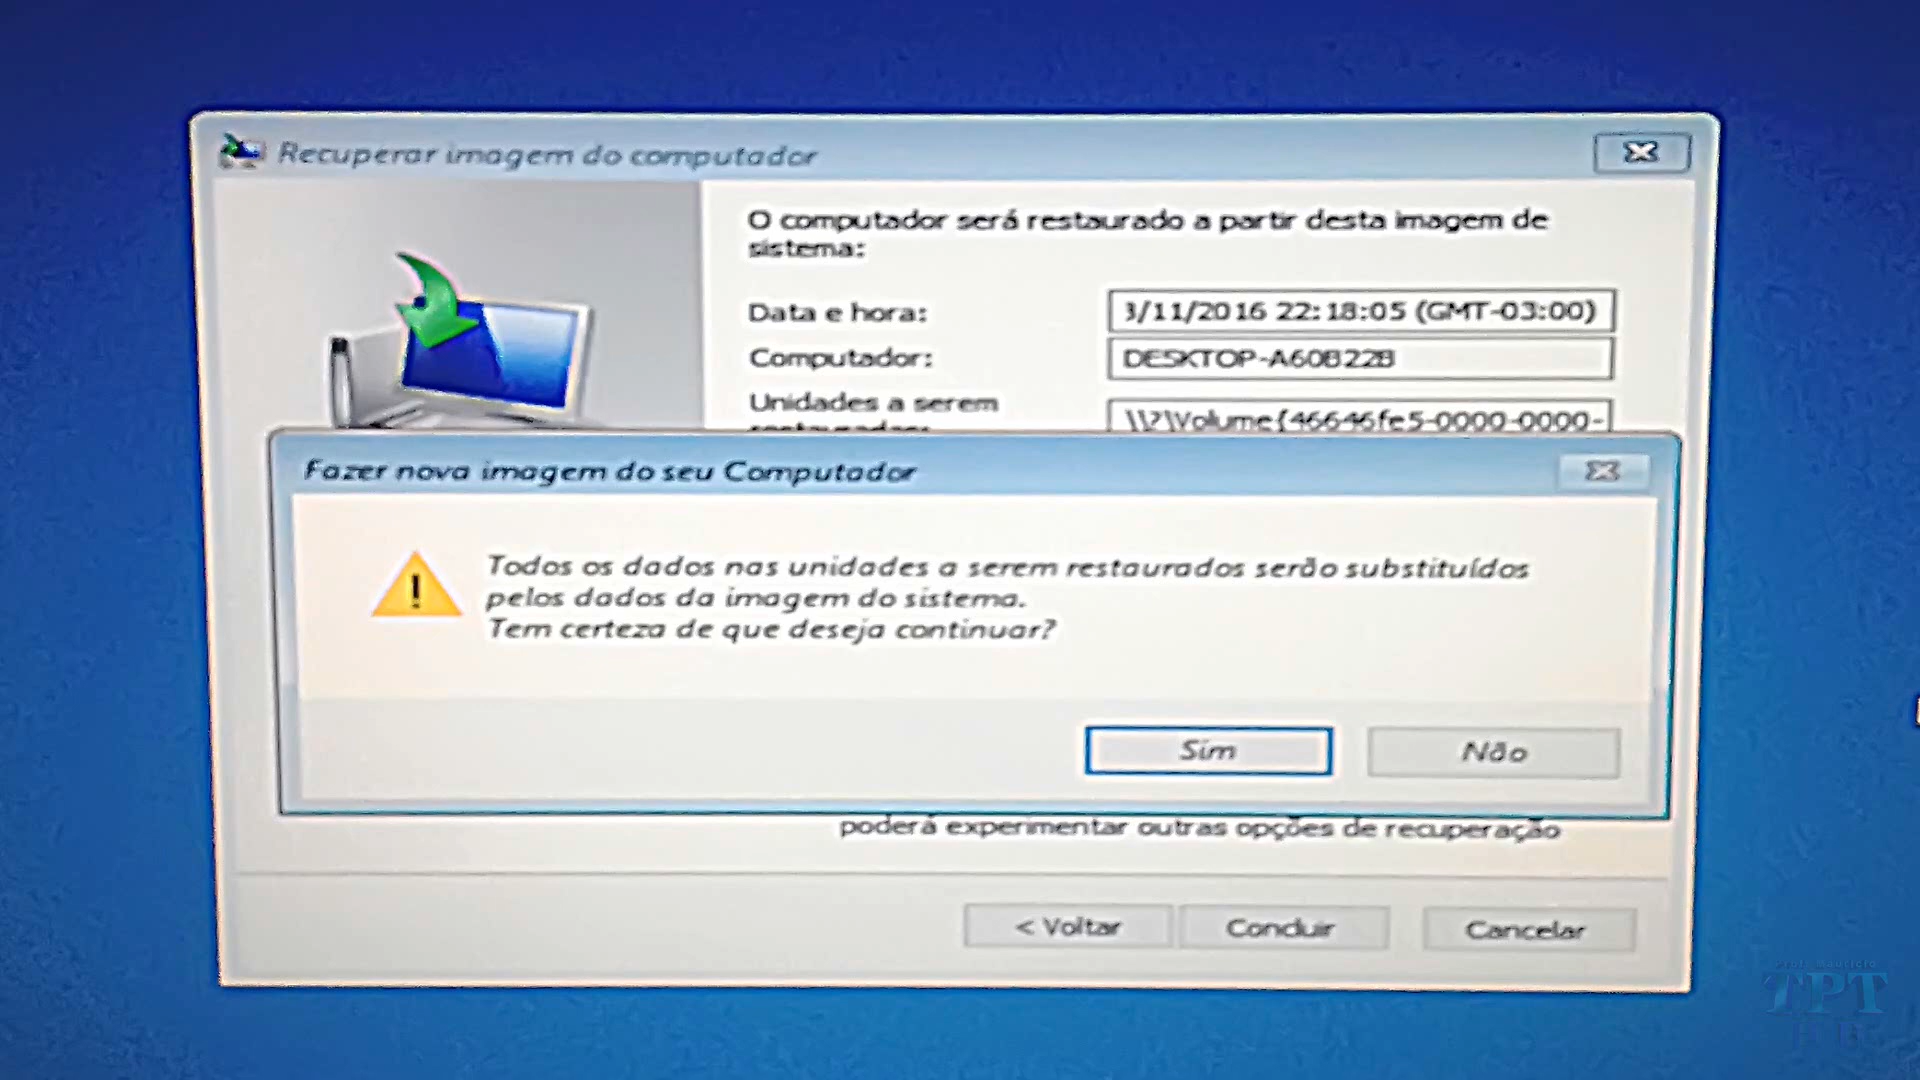 Recuperar imagem do computador
O computador será restaurado a partir desta imagem de
sistema:
Data e hora:
3/11/2016 22:18:05 (GMT-03:00)
Computador:
DESKTOP-A60B22B
Unidades a serem
restauradas:
\\?\Volume{46646fe5-0000-0000-
Fazer nova imagem do seu Computador
Todos os dados nas unidades a serem restaurados serão substituídos
pelos dados da imagem do sistema.
Tem certeza de que deseja continuar?
Sim
Não
poderá experimentar outras opções de recuperação
< Voltar
Concluir
Cancelar
TPT